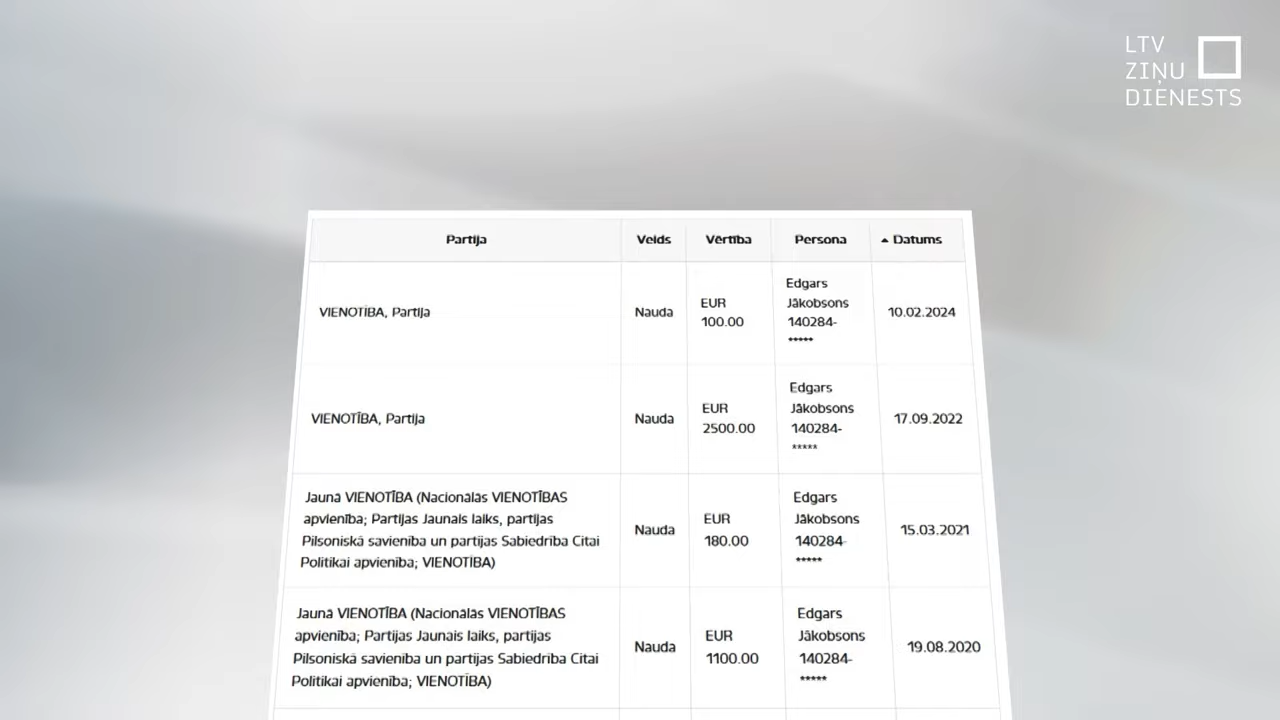 LTV
ZIŅU
DIENESTS
Partija Veids Vērtība Persona Datums
VIENOTĪBA, Partija Nauda EUR 100.00 Edgars Jākobsons 140284-***** 10.02.2024
VIENOTĪBA, Partija Nauda EUR 2500.00 Edgars Jākobsons 140284-***** 17.09.2022
Jaunā VIENOTĪBA (Nacionālās VIENOTĪBAS
apvienība; Partijas Jaunais laiks, partijas
Pilsoniskā savienība un partijas Sabiedrība Citai
Politikai apvienība; VIENOTĪBA)
Nauda
EUR
180.00
Edgars
Jākobsons
140284-
*****
15.03.2021
Jaunā VIENOTĪBA (Nacionālās VIENOTĪBAS
apvienība; Partijas Jaunais laiks, partijas
Pilsoniskā savienība un partijas Sabiedrība Citai
Politikai apvienība; VIENOTĪBA)
Nauda
EUR
1100.00
Edgars
Jākobsons
140284-
*****
19.08.2020